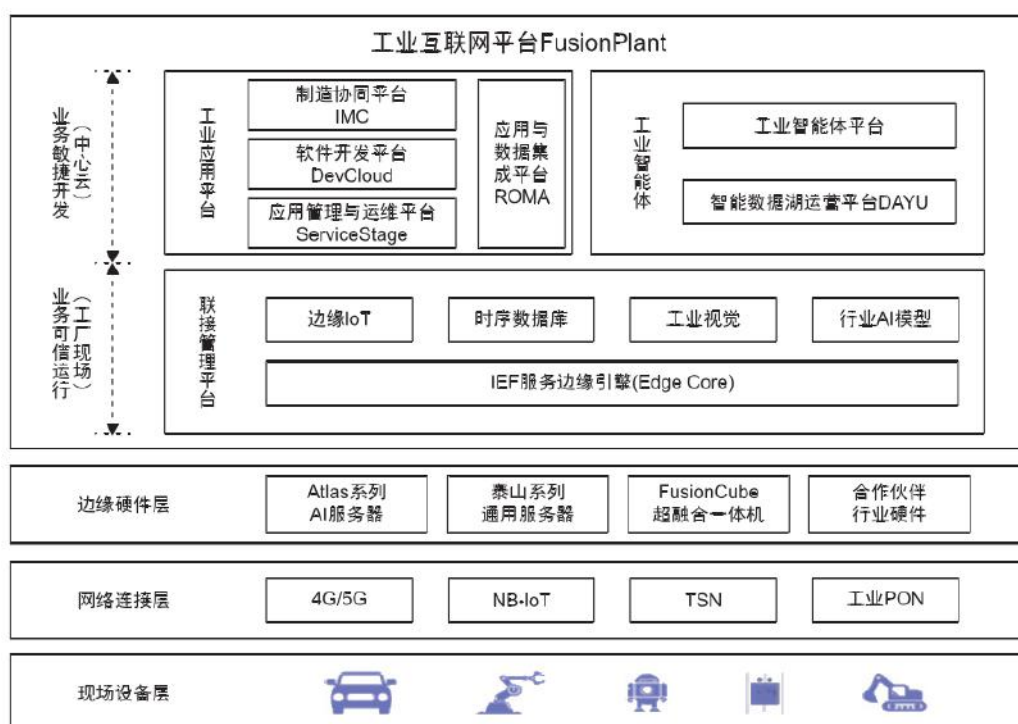 工业互联网平台FusionPlant
业务敏捷开发
（中心云）
工业应用平台
制造协同平台
IMC
软件开发平台
DevCloud
应用管理与运维平台
ServiceStage
应用与
数据集
成平台
ROMA
工业智能体
工业智能体平台
智能数据湖运营平台DAYU
业务可信运行
（工厂现场）
联接管理平台
边缘IoT
时序数据库
工业视觉
行业AI模型
IEF服务边缘引擎(Edge Core)
边缘硬件层
Atlas系列
AI服务器
泰山系列
通用服务器
FusionCube
超融合一体机
合作伙伴
行业硬件
网络连接层
4G/5G
NB-IoT
TSN
工业PON
现场设备层